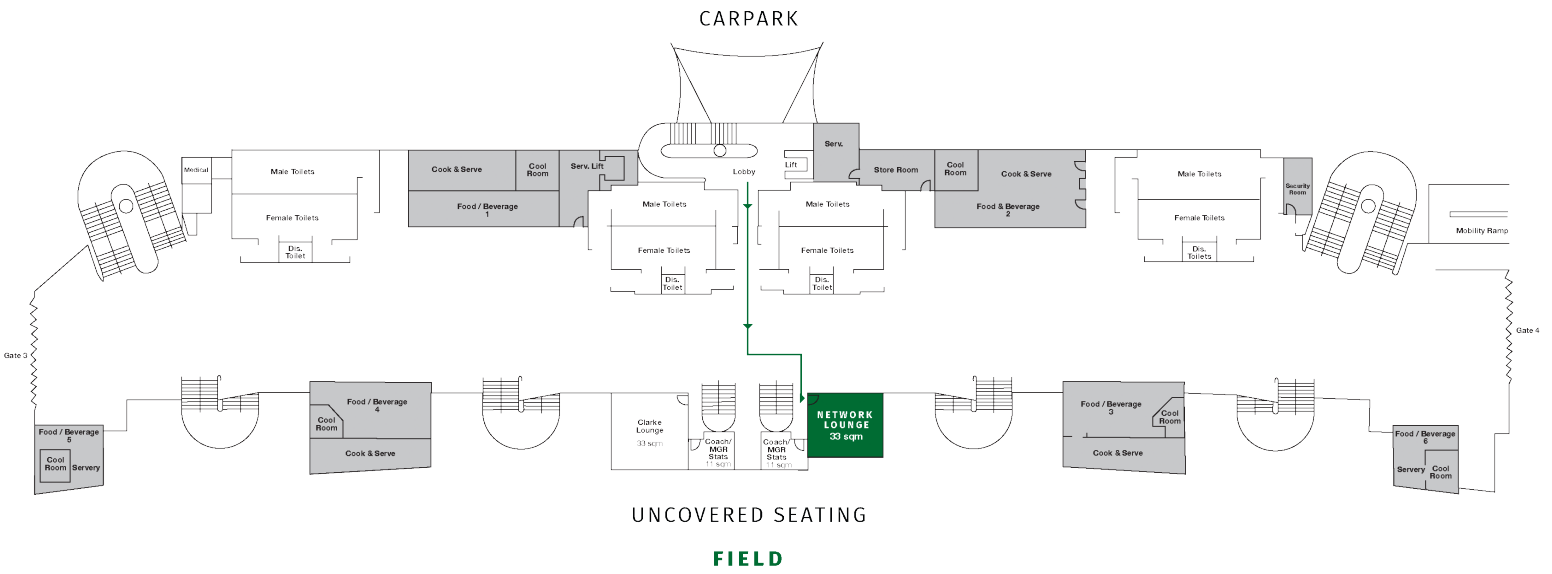 CARPARK
Medical
Male Toilets
Female Toilets
Dis.
Toilet
Cook & Serve
Cool
Room
Serv. Lift
Food / Beverage
1
Lobby
Lift
Serv.
Male Toilets
Female Toilets
Dis.
Toilet
Male Toilets
Female Toilets
Dis.
Toilet
Store Room
Cool
Room
Cook & Serve
Food & Beverage
2
Male Toilets
Female Toilets
Dis.
Toilets
Security
Room
Mobility Ramp
Gate 3
Gate 4
Food / Beverage
5
Cool
Room
Servery
Food / Beverage
4
Cool
Room
Cook & Serve
Clarke
Lounge
33 sqm
Coach/
MGR
Stats
11 sqm
Coach/
MGR
Stats
11 sqm
NETWORK
LOUNGE
33 sqm
Food / Beverage
3
Cool
Room
Cook & Serve
Food / Beverage
6
Servery
Cool
Room
UNCOVERED SEATING
FIELD